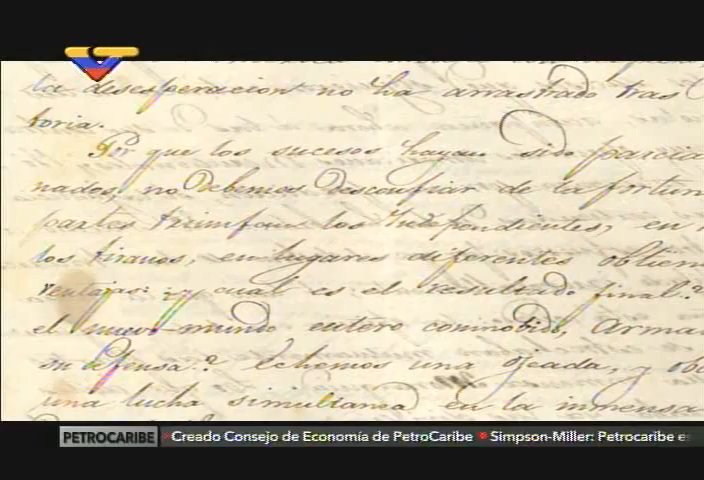 la desesperacion no ha arrastrado tras
toria.
Por que los sucesos hayan sido parcia
nados, no debemos desconfiar de la fortun
partes triunfan los Independientes, en
los tiranos, en lugares diferentes obtien
ventajas: y cual es el resultado final?
el nuevo mundo entero conmobido, arma
su defensa? Echemos una ojeada, y ob
una lucha simultanea en la inmensa
PETROCARIBE Creado Consejo de Economía de PetroCaribe Simpson-Miller: Petrocaribe es